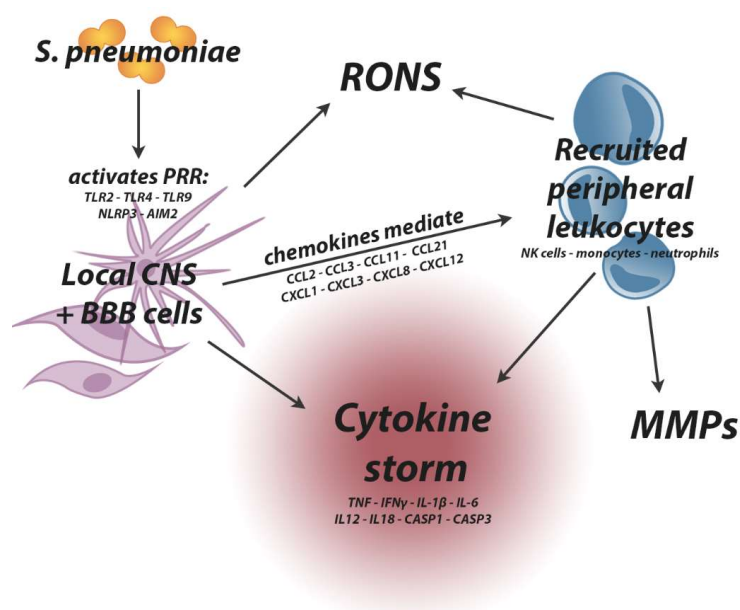 S. pneumoniae
RONS
activates PRR:
TLR2 - TLR4 - TLR9
NLRP3 - AIM2
Recruited
peripheral
leukocytes
NK cells - monocytes - neutrophils
chemokines mediate
CCL2 - CCL3 - CCL11 - CCL21
CXCL1 - CXCL3 - CXCL8 - CXCL12
Local CNS
+ BBB cells
Cytokine
storm
TNF - IFNγ - IL-1β - IL-6
IL12 - IL18 - CASP1 - CASP3
MMPs